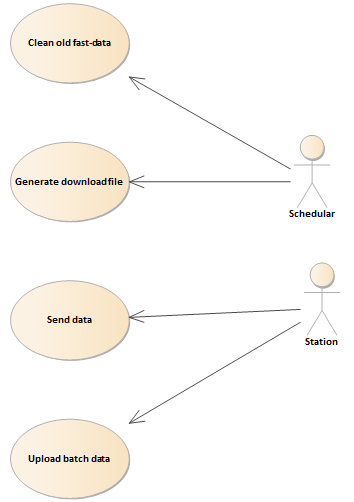 Clean old fast-data
Generate downloadfile
Schedular
Send data
Station
Upload batch data